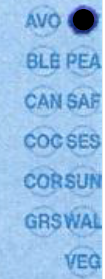 AVO
BLE PEA
CAN SAF
COC SES
COR SUN
GRS WAL
VEG